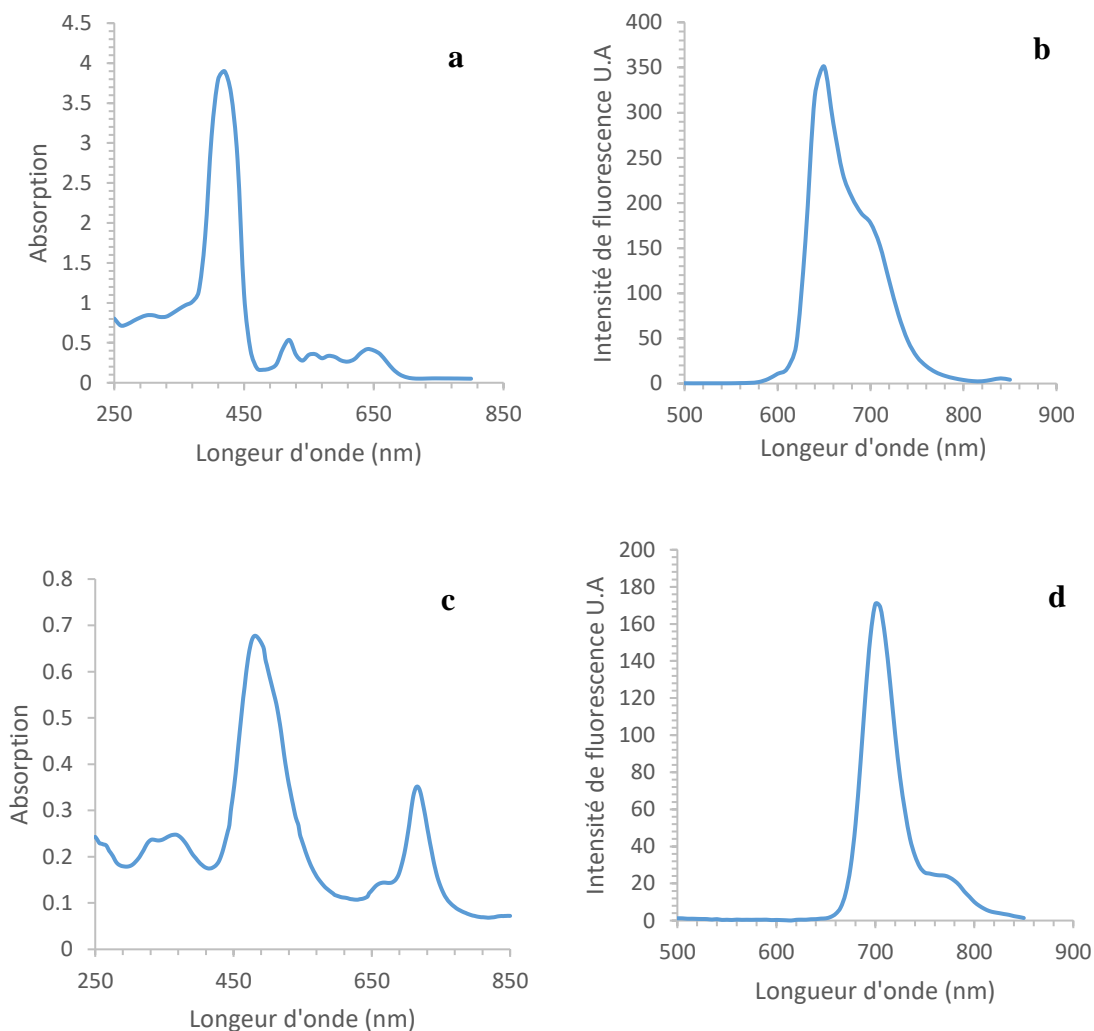 a
Absorption
4.5
4
3.5
3
2.5
2
1.5
1
0.5
0
250 450 650 850
Longeur d'onde (nm)
b
Intensité de fluorescence U.A
400
350
300
250
200
150
100
50
0
500 600 700 800 900
Longeur d'onde (nm)
c
Absorption
0.8
0.7
0.6
0.5
0.4
0.3
0.2
0.1
0
250 450 650 850
Longeur d'onde (nm)
d
Intensité de fluorescence U.A
200
180
160
140
120
100
80
60
40
20
0
500 600 700 800 900
Longueur d'onde (nm)